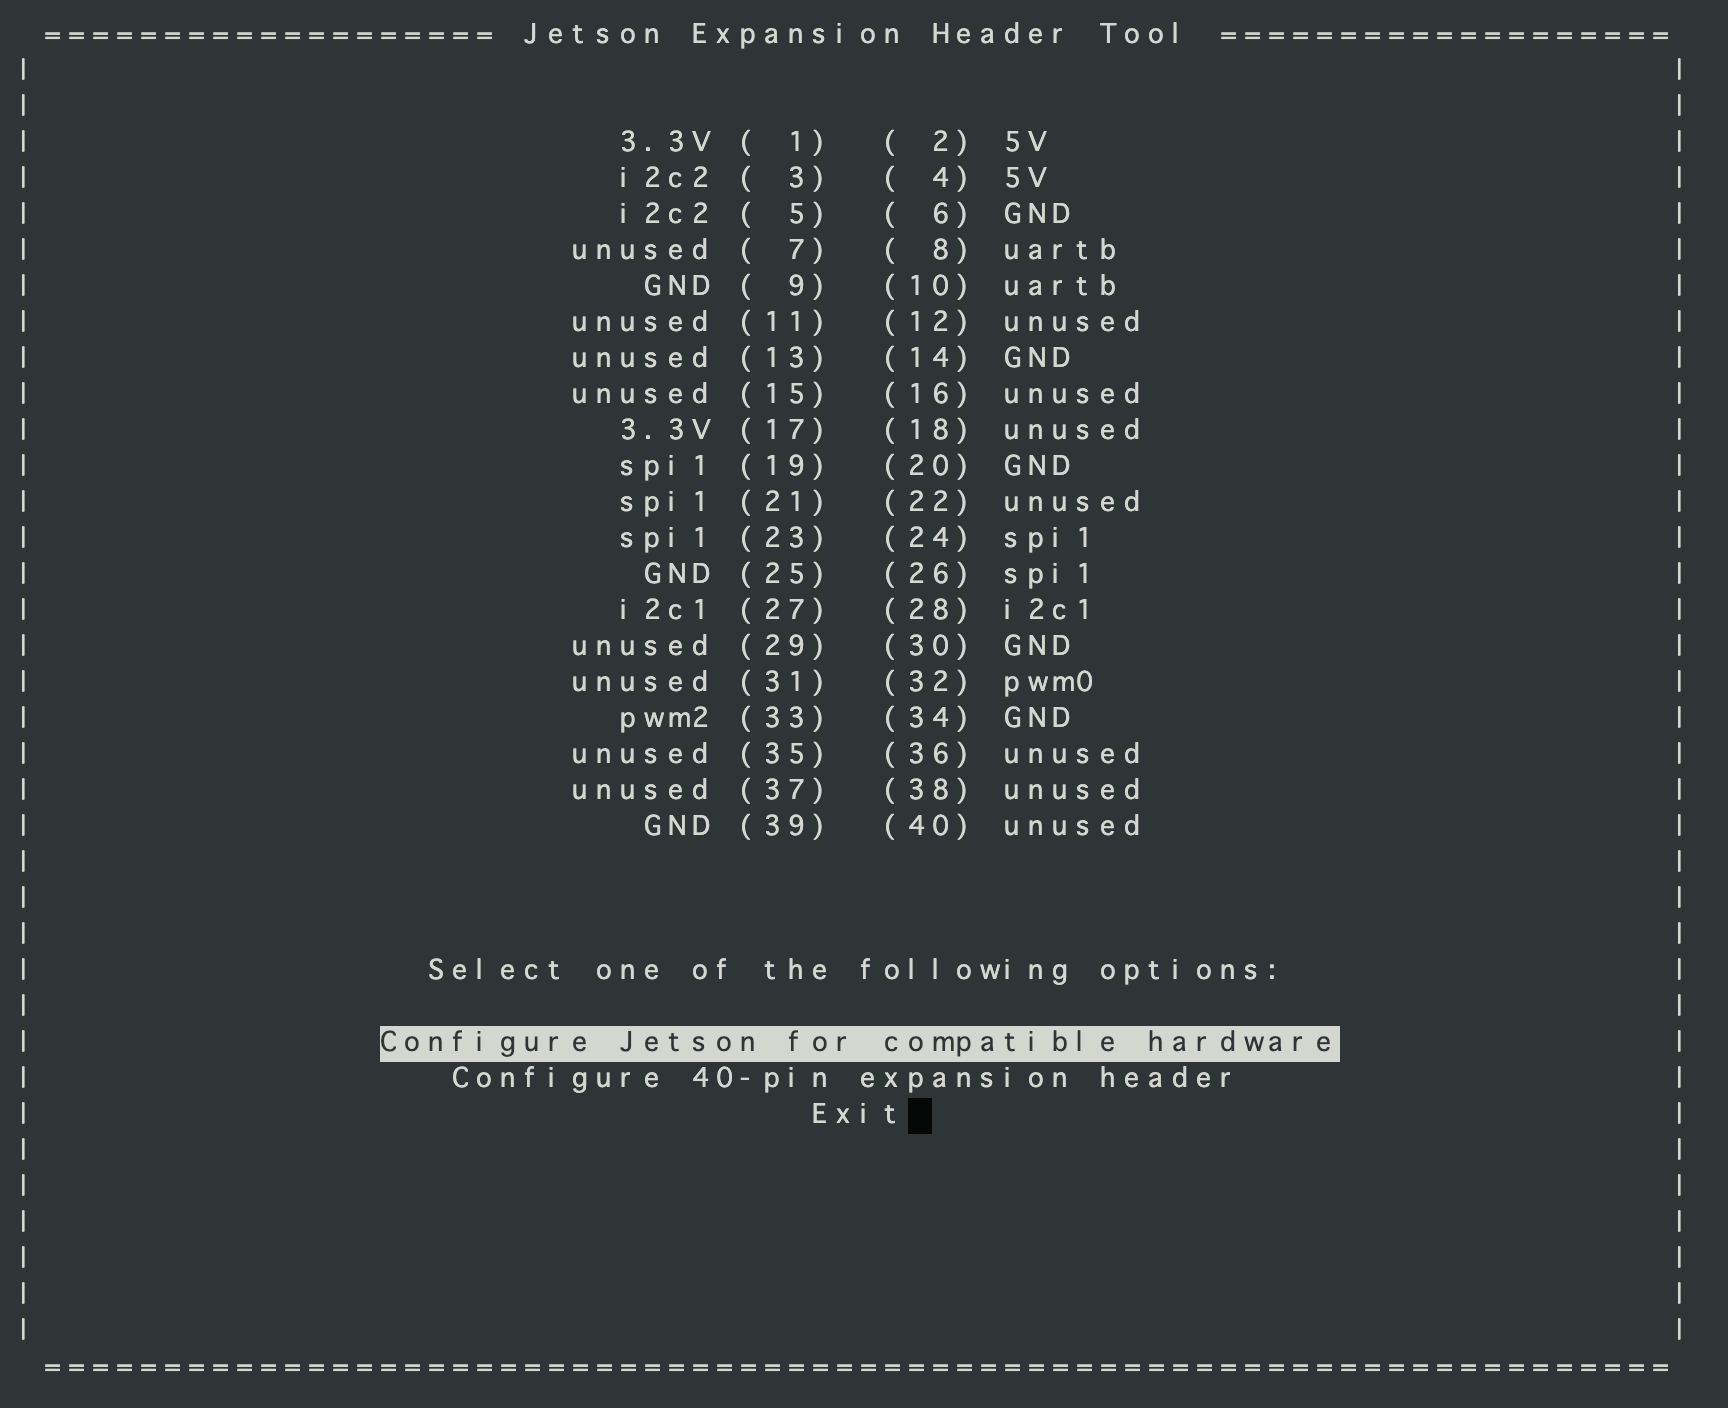 =================== Jetson Expansion Header Tool ===================
3.3V ( 1) ( 2) 5V
i2c2 ( 3) ( 4) 5V
i2c2 ( 5) ( 6) GND
unused ( 7) ( 8) uartb
GND ( 9) (10) uartb
unused (11) (12) unused
unused (13) (14) GND
unused (15) (16) unused
3.3V (17) (18) unused
spi1 (19) (20) GND
spi1 (21) (22) unused
spi1 (23) (24) spi1
GND (25) (26) spi1
i2c1 (27) (28) i2c1
unused (29) (30) GND
unused (31) (32) pwm0
pwm2 (33) (34) GND
unused (35) (36) unused
unused (37) (38) unused
GND (39) (40) unused
Select one of the following options:
Configure Jetson for compatible hardware
Configure 40-pin expansion header
Exit
====================================================================